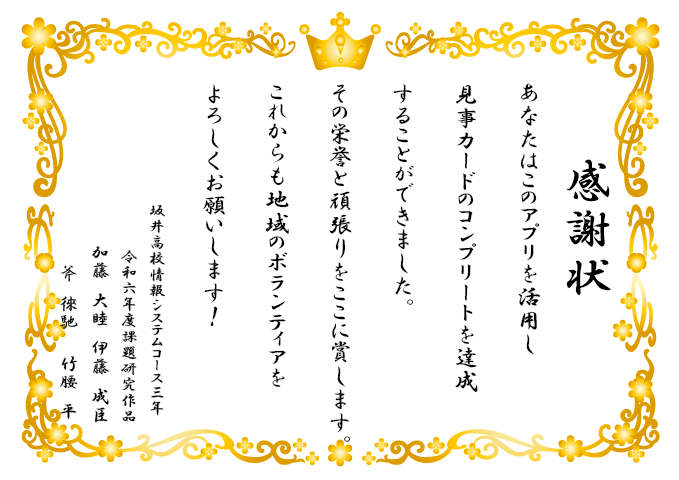 感謝状
あなたはこのアプリを活用し
見事カードのコンプリートを達成
することができました。
その栄誉と頑張りをここに賞します。
これからも地域のボランティアを
よろしくお願いします！
坂井高校情報システムコース三年
令和六年度課題研究作品
加藤 大睦 伊藤 成臣
斧 徠馳 竹腰 平